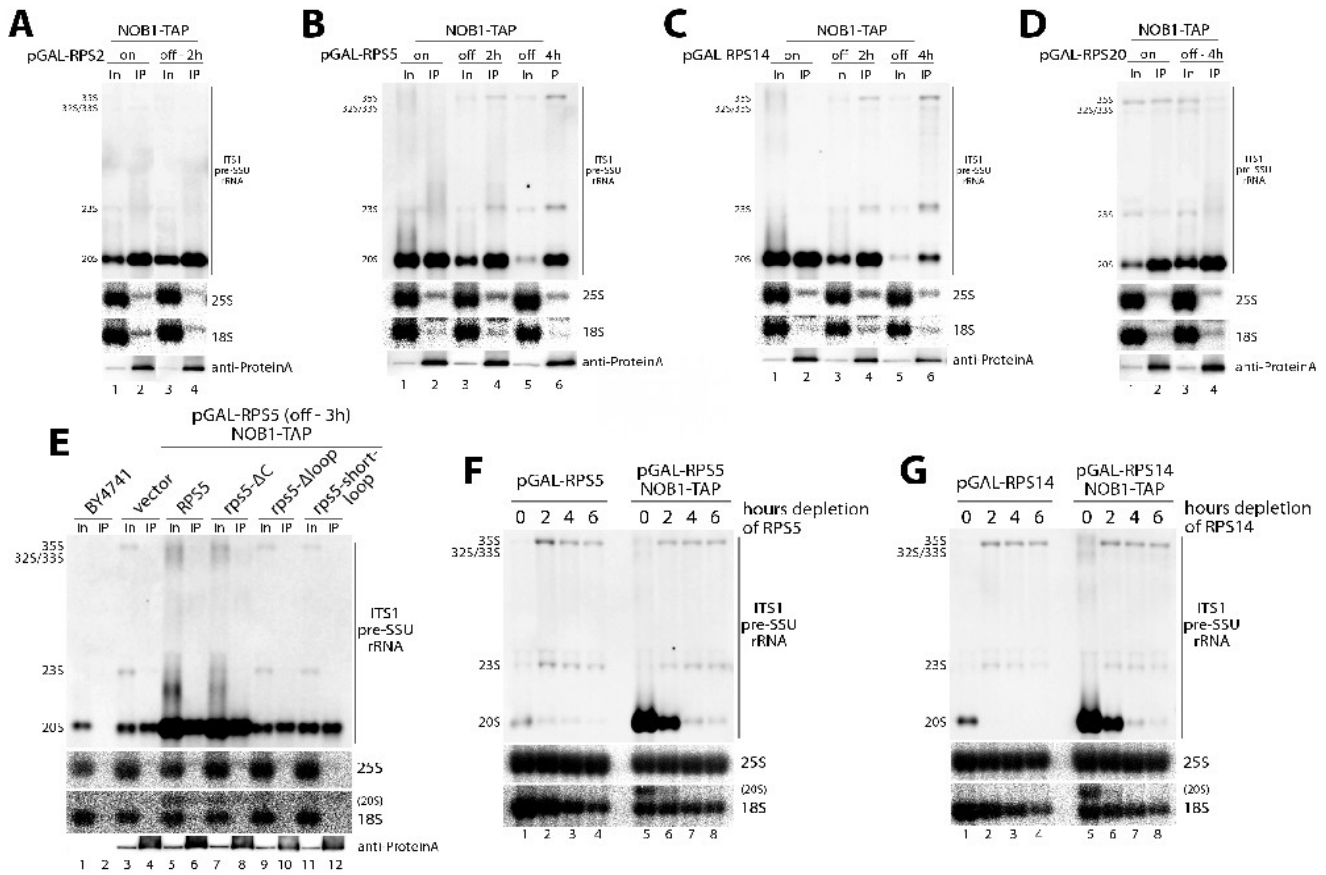 A
NOB1-TAP
pGAL-RPS2 on off - 2h
In IP In IP
35S
32S/33S
ITS1
pre-SSU
rRNA
23S
20S
25S
18S
anti-ProteinA
1 2 3 4
B
NOB1-TAP
pGAL-RPS5 on off 2h off 4h
In IP In IP In IP
35S
32S/33S
ITS1
pre-SSU
rRNA
23S
20S
25S
18S
anti-ProteinA
1 2 3 4 5 6
C
NOB1-TAP
pGAL RPS14 on off 2h off 4h
In IP n IP In P
35S
32S/33S
ITS1
pre-SSU
rRNA
23S
20S
25S
18S
anti-ProteinA
1 2 3 4 5 6
D
NOB1-TAP
pGAL-RPS20 on off - 4h
In IP In IP
35S
32S/33S
ITS1
pre-SSU
rRNA
23S
20S
25S
18S
anti-ProteinA
2 3 4
E
pGAL-RPS5 (off - 3h)
NOB1-TAP
BY4741 vector RPS5 rps5-ΔC rps5-Δloop rps5-short-
loop
In IP In IP In IP In IP In IP In IP
35S
32S/33S
ITS1
pre-SSU
rRNA
23S
20S
25S
(20S)
18S
anti-ProteinA
1 2 3 4 5 6 7 8 9 10 11 12
F
pGAL-RPS5 pGAL-RPS5
NOB1-TAP
0 2 4 6 0 2 4 6 hours depletion
of RPS5
35S
32S/33S
ITS1
pre-SSU
rRNA
23S
20S
25S
(20S)
18S
1 2 3 4 5 6 7 8
G
pGAL-RPS14 pGAL-RPS14
NOB1-TAP
0 2 4 6 0 2 4 6 hours depletion
of RPS14
35S
32S/33S
ITS1
pre-SSU
rRNA
23S
20S
25S
(20S)
18S
1 2 3 4 5 6 7 8